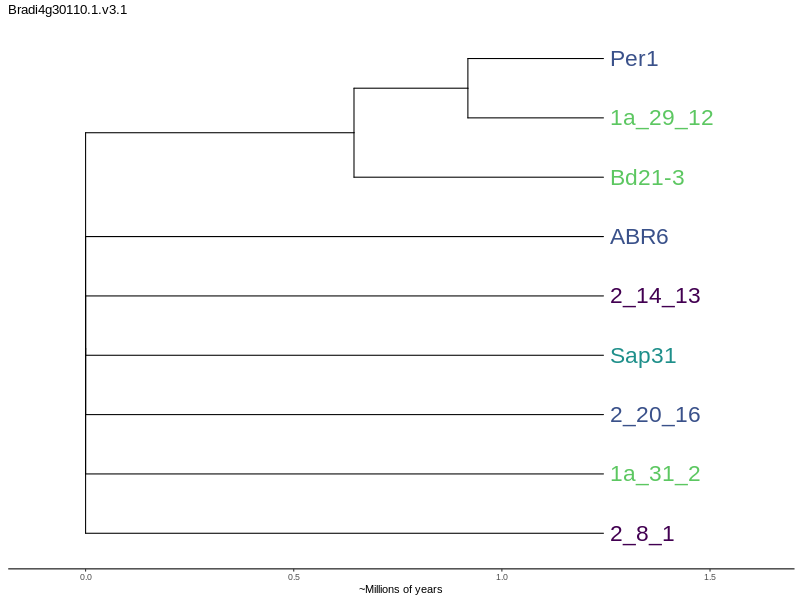 Bradi4g30110.1.v3.1
Per1
1a_29_12
Bd21-3
ABR6
2_14_13
Sap31
2_20_16
1a_31_2
2_8_1
0.0 0.5 1.0 1.5
~Millions of years